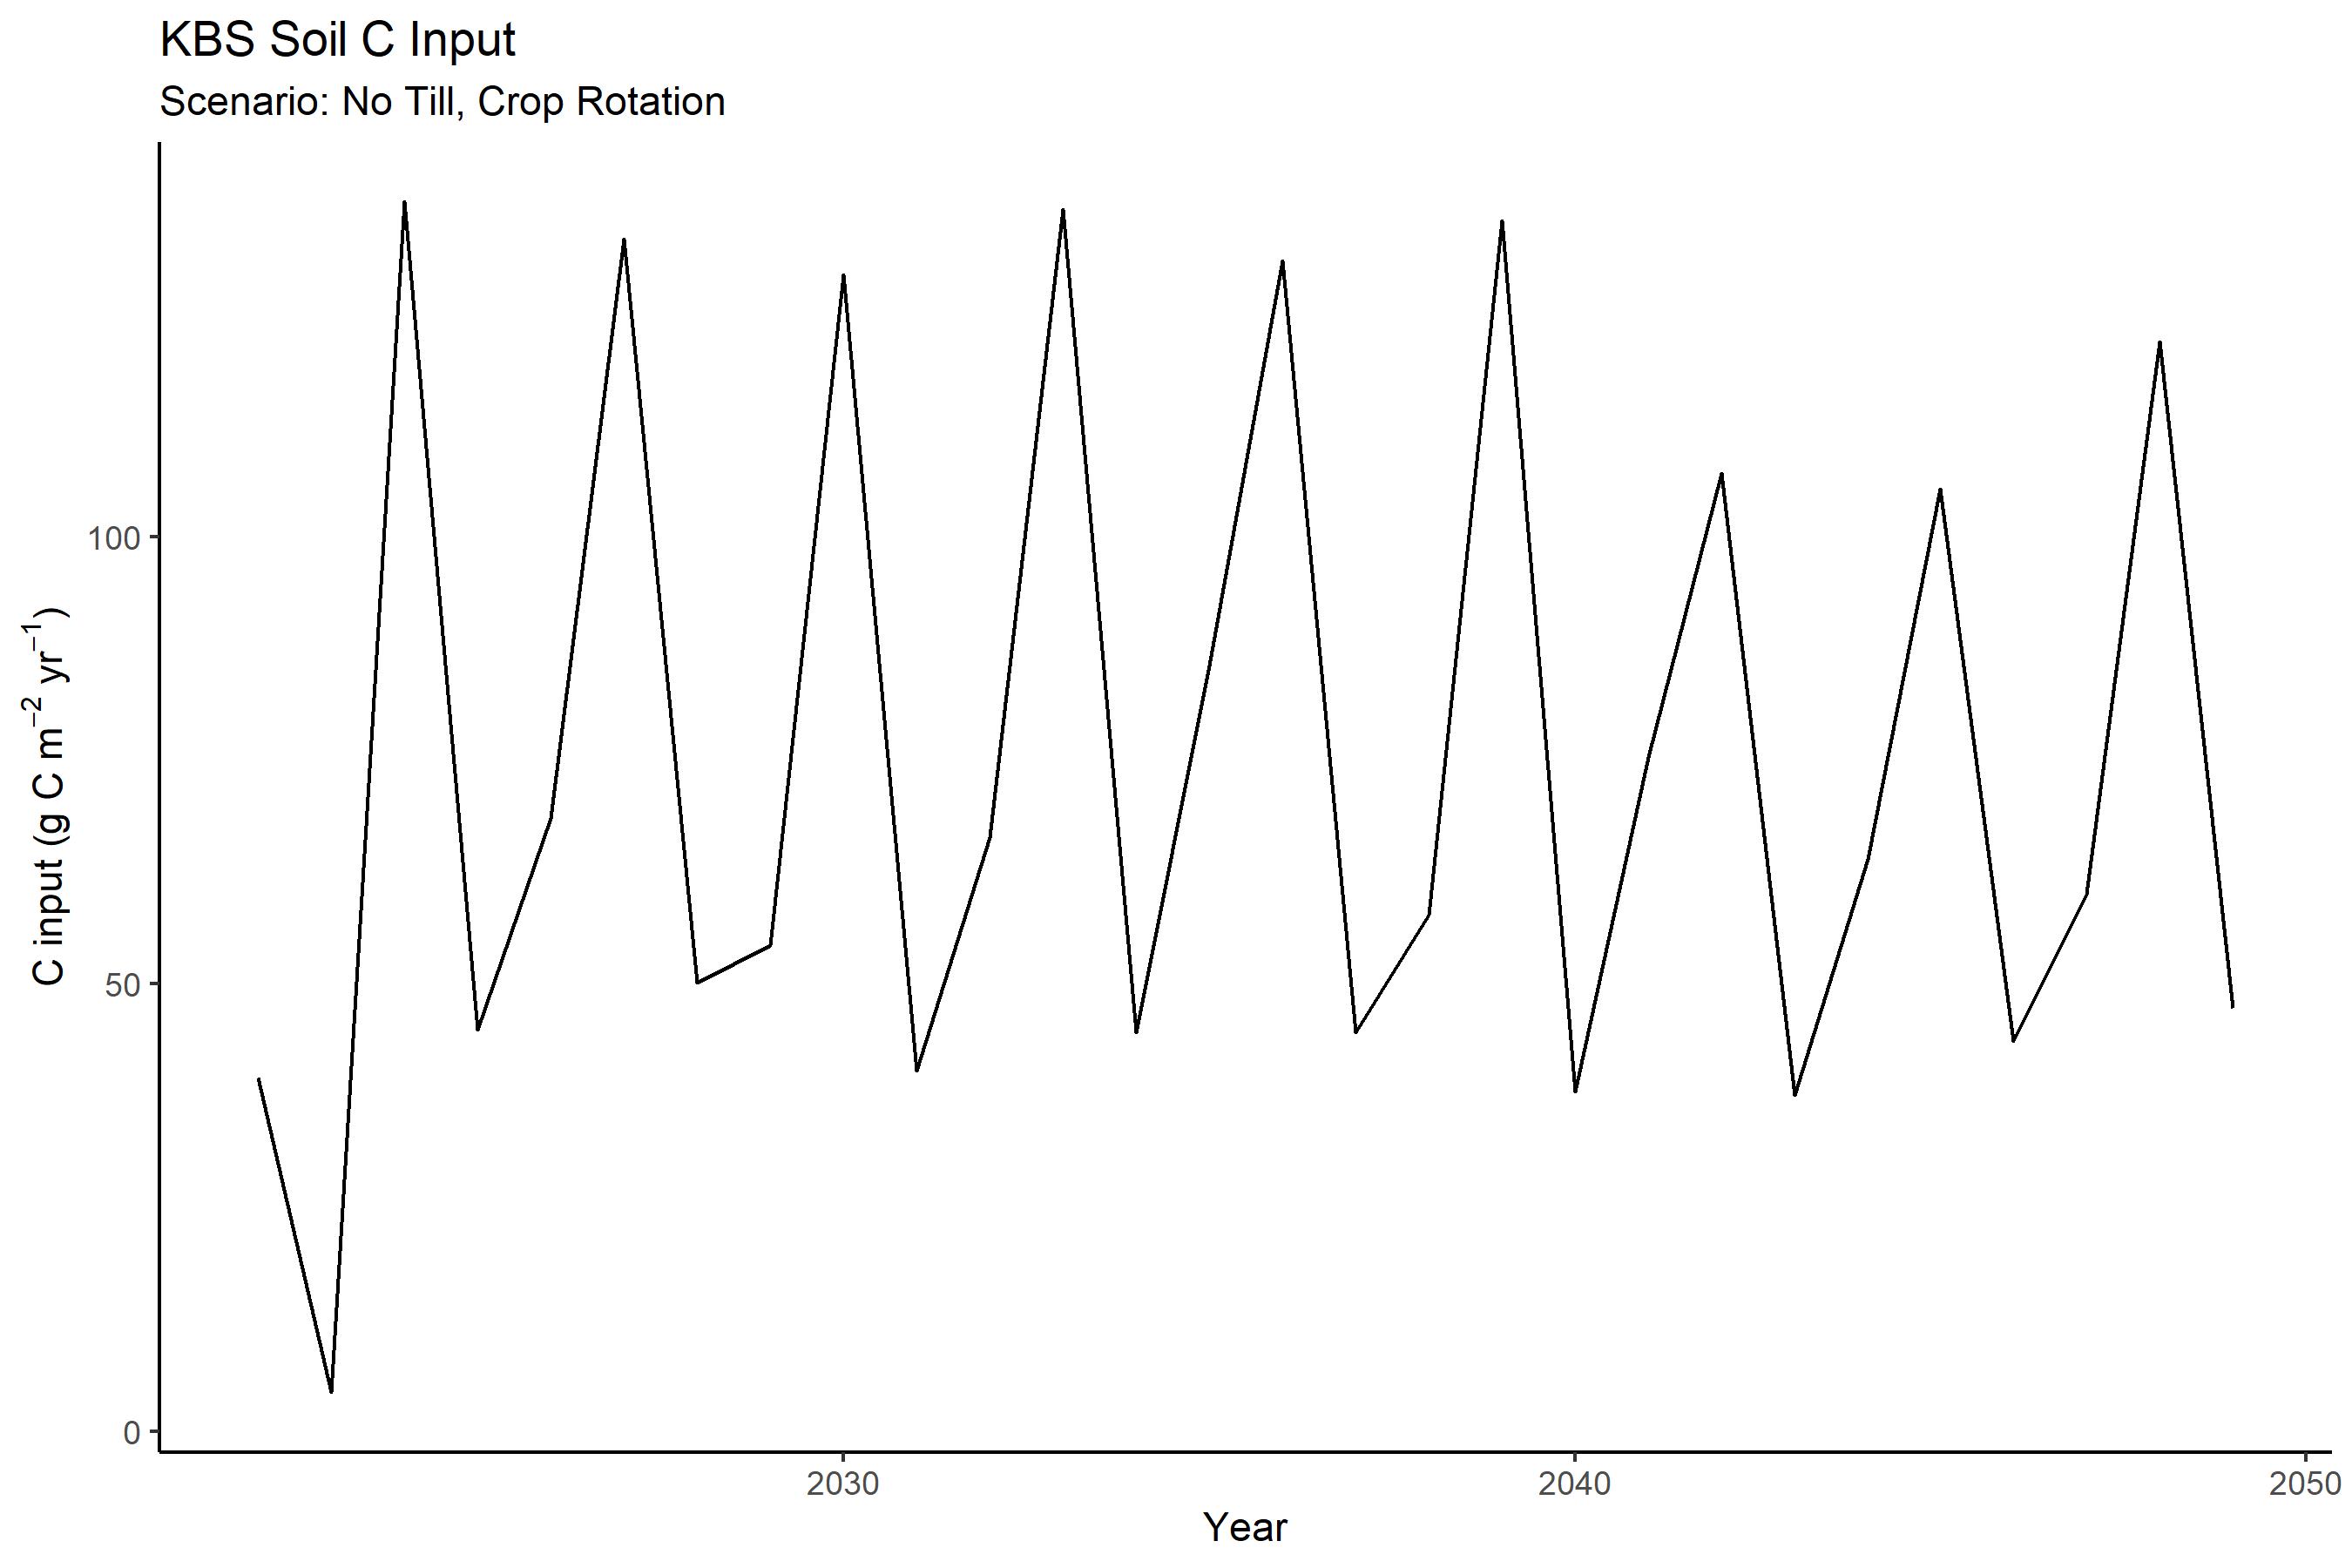 KBS Soil C Input
Scenario: No Till, Crop Rotation
C input (g C m⁻² yr⁻¹)
100
50
0
2030
2040
2050
Year